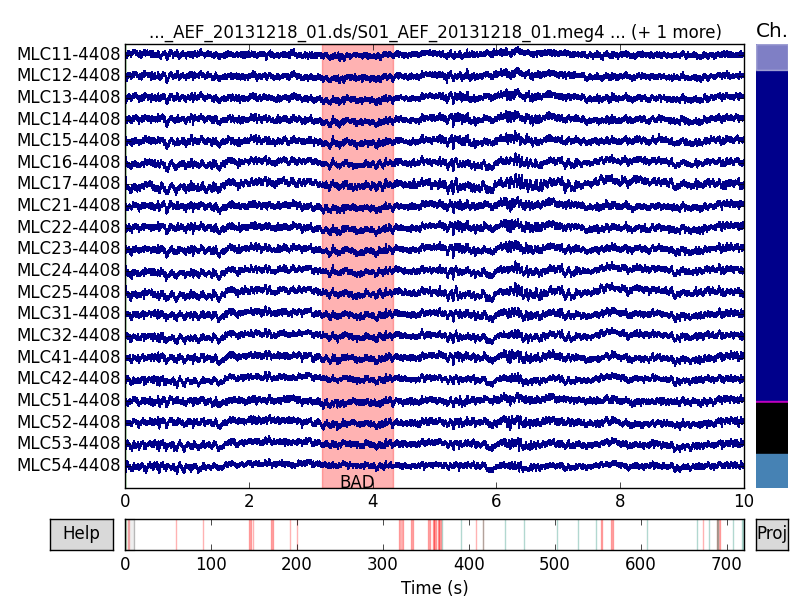 ..._AEF_20131218_01.ds/S01_AEF_20131218_01.meg4 ... (+ 1 more)
Ch.
MLC11-4408
MLC12-4408
MLC13-4408
MLC14-4408
MLC15-4408
MLC16-4408
MLC17-4408
MLC21-4408
MLC22-4408
MLC23-4408
MLC24-4408
MLC25-4408
MLC31-4408
MLC32-4408
MLC41-4408
MLC42-4408
MLC51-4408
MLC52-4408
MLC53-4408
MLC54-4408
BAD
0 2 4 6 8 10
Help
Proj
0 100 200 300 400 500 600 700
Time (s)